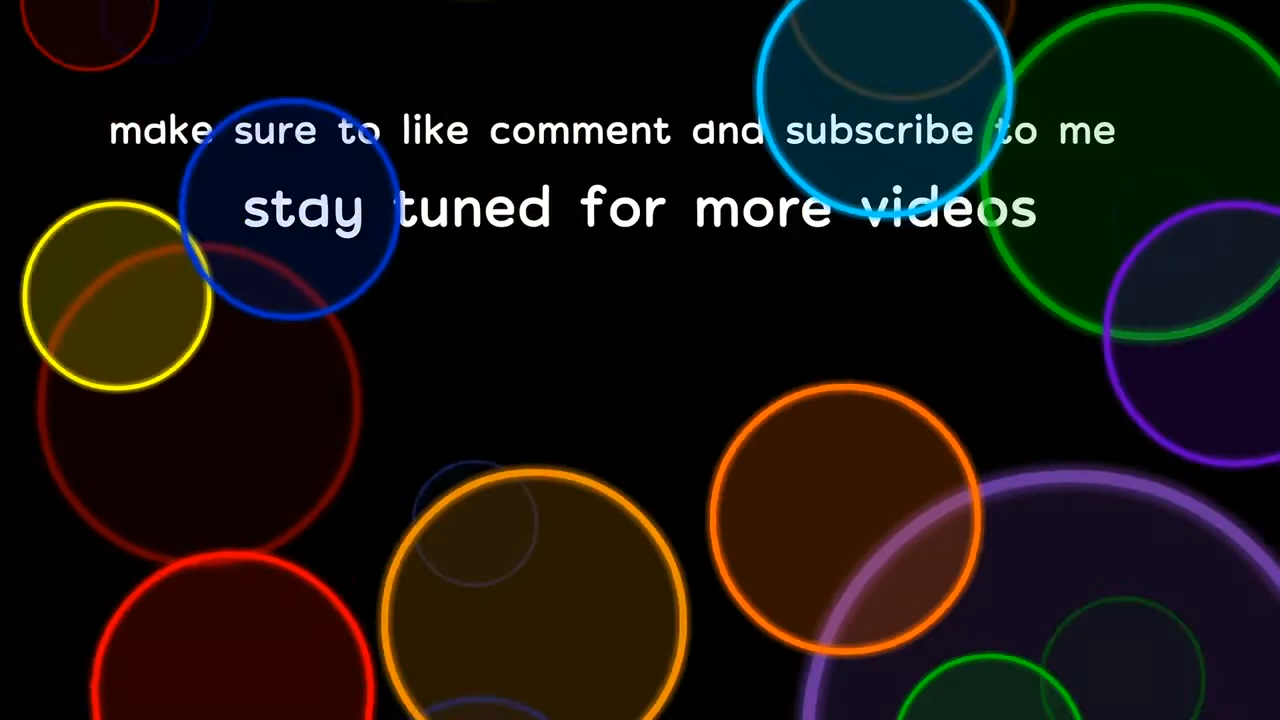 make sure to like comment and subscribe to me
stay tuned for more videos